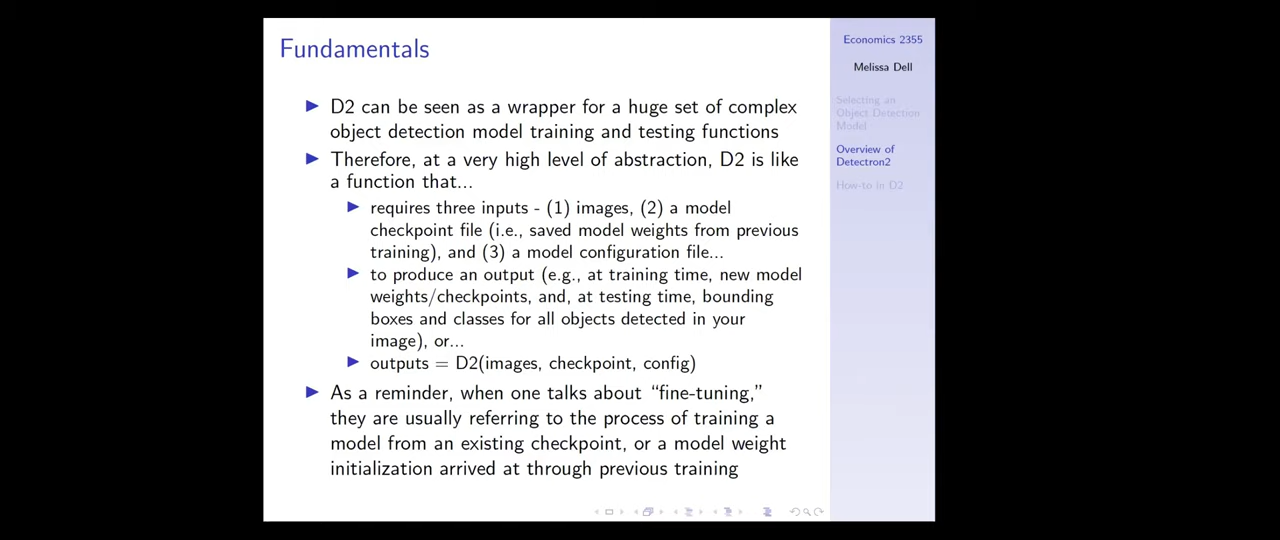 Fundamentals
D2 can be seen as a wrapper for a huge set of complex
object detection model training and testing functions
Therefore, at a very high level of abstraction, D2 is like
a function that...
requires three inputs - (1) images, (2) a model
checkpoint file (i.e., saved model weights from previous
training), and (3) a model configuration file...
to produce an output (e.g., at training time, new model
weights/checkpoints, and, at testing time, bounding
boxes and classes for all objects detected in your
image), or...
outputs = D2(images, checkpoint, config)
As a reminder, when one talks about “fine-tuning,”
they are usually referring to the process of training a
model from an existing checkpoint, or a model weight
initialization arrived at through previous training
Economics 2355
Melissa Dell
Selecting an
Object Detection
Model
Overview of
Detectron2
How-to in D2